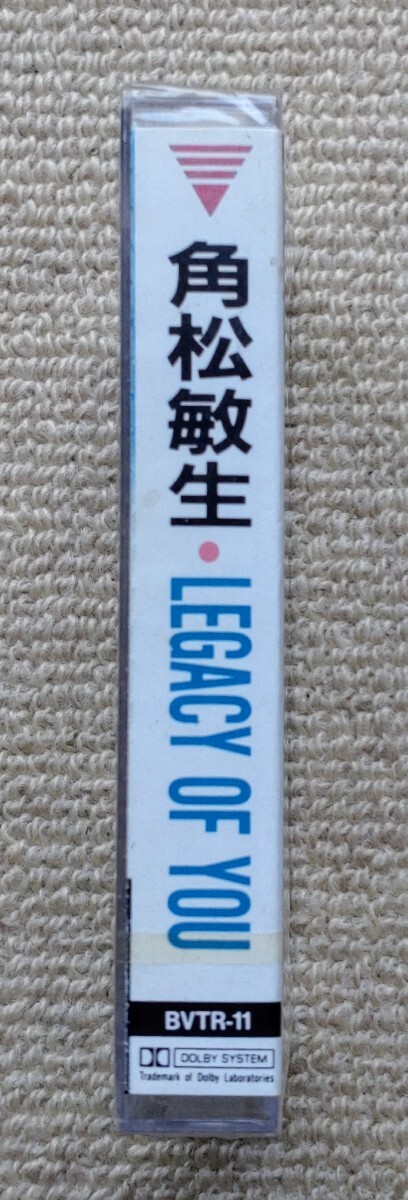 角松敏生・LEGACY OF YOU
BVTR-11
DOLBY SYSTEM
Trademark of Dolby Laboratories